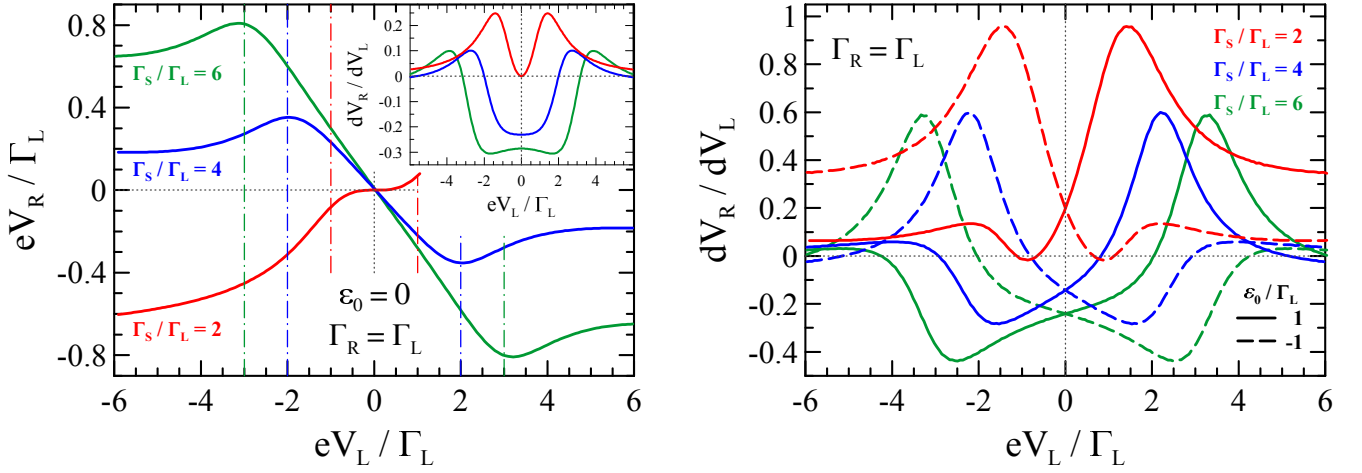 eV_R / Γ_L
0.8
0.4
0
-0.4
-0.8
Γ_S / Γ_L = 6
Γ_S / Γ_L = 4
Γ_S / Γ_L = 2
ε_0 = 0
Γ_R = Γ_L
-6 -4 -2 0 2 4 6
eV_L / Γ_L
dV_R / dV_L
0.2
0.1
0
-0.1
-0.2
-0.3
-4 -2 0 2 4
eV_L / Γ_L
dV_R / dV_L
1
0.8
0.6
0.4
0.2
0
-0.2
-0.4
Γ_R = Γ_L
Γ_S / Γ_L = 2
Γ_S / Γ_L = 4
Γ_S / Γ_L = 6
ε_0 / Γ_L
1
-1
-6 -4 -2 0 2 4 6
eV_L / Γ_L